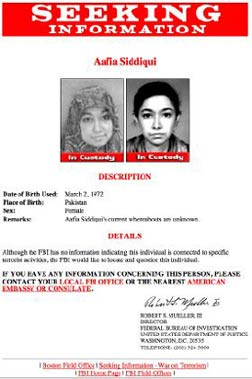 SEEKING
INFORMATION
Aafia Siddiqui
In Custody
In Custody
DESCRIPTION
Date of Birth Used: March 2, 1972
Place of Birth: Pakistan
Sex: Female
Remarks: Aafia Siddiqui's current whereabouts are unknown.
DETAILS
Although the FBI has no information indicating this individual is connected to specific
terrorist activities, the FBI would like to locate and question this individual.
IF YOU HAVE ANY INFORMATION CONCERNING THIS PERSON, PLEASE
CONTACT YOUR LOCAL FBI OFFICE OR THE NEAREST AMERICAN
EMBASSY OR CONSULATE.
Robert S. Mueller III
ROBERT S. MUELLER III
DIRECTOR
FEDERAL BUREAU OF INVESTIGATION
UNITED STATES DEPARTMENT OF JUSTICE
WASHINGTON, D.C. 20535
TELEPHONE: (202) 324-3000
| Boston Field Office | Seeking Information - War on Terrorism |
| FBI Home Page | FBI Field Offices |